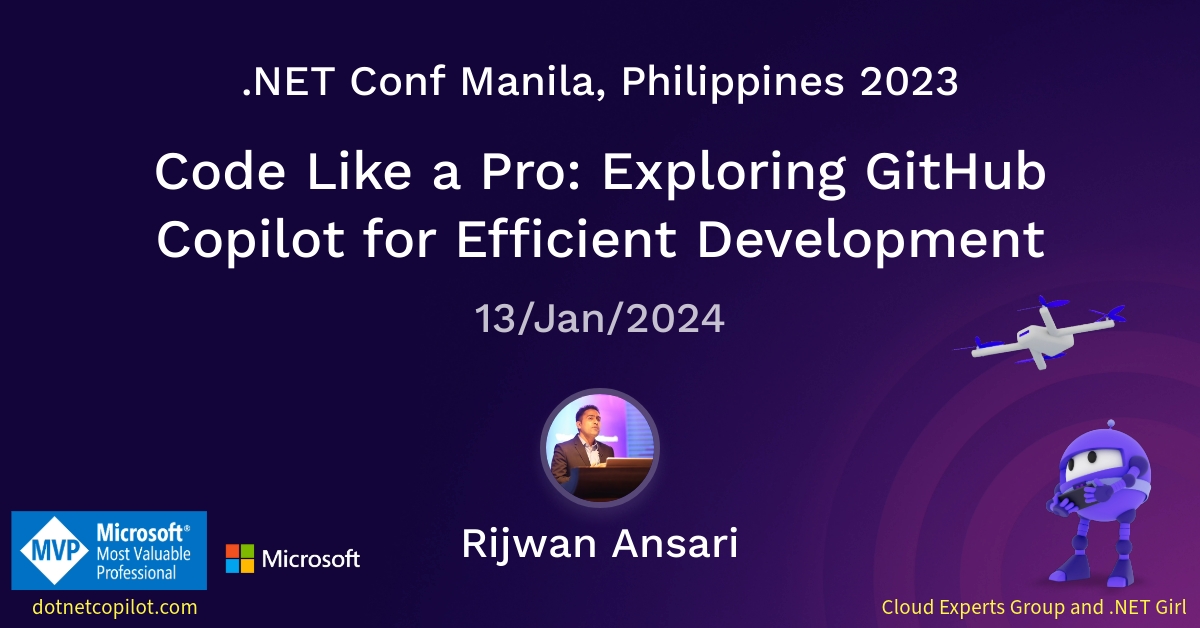 .NET Conf Manila, Philippines 2023
Code Like a Pro: Exploring GitHub
Copilot for Efficient Development
13/Jan/2024
Rijwan Ansari
MVP
Microsoft®
Most Valuable
Professional
Microsoft
dotnetcopilot.com
Cloud Experts Group and .NET Girl